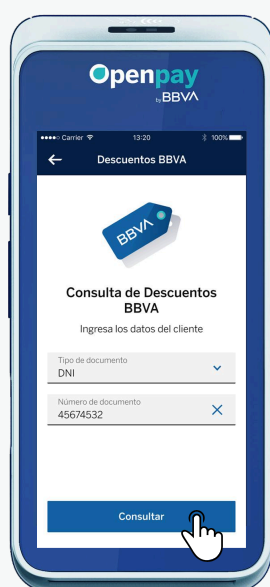 Openpay
by BBVA
Carrier 13:20 100%
Descuentos BBVA
BBVA
Consulta de Descuentos
BBVA
Ingresa los datos del cliente
Tipo de documento
DNI
Número de documento
45674532
Consultar